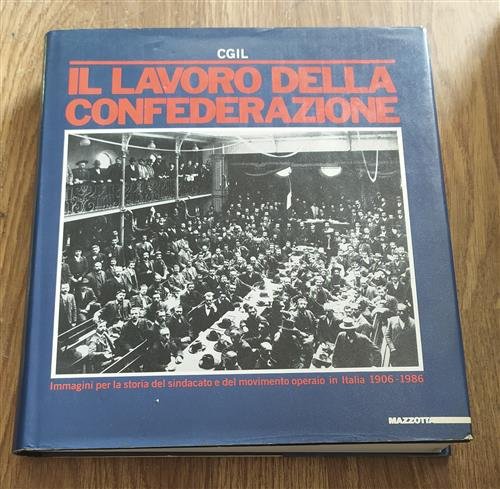 CGIL
IL LAVORO DELLA
CONFEDERAZIONE
Immagini per la storia del sindacato e del movimento operaio in Italia 1906-1986
MAZZOTTA